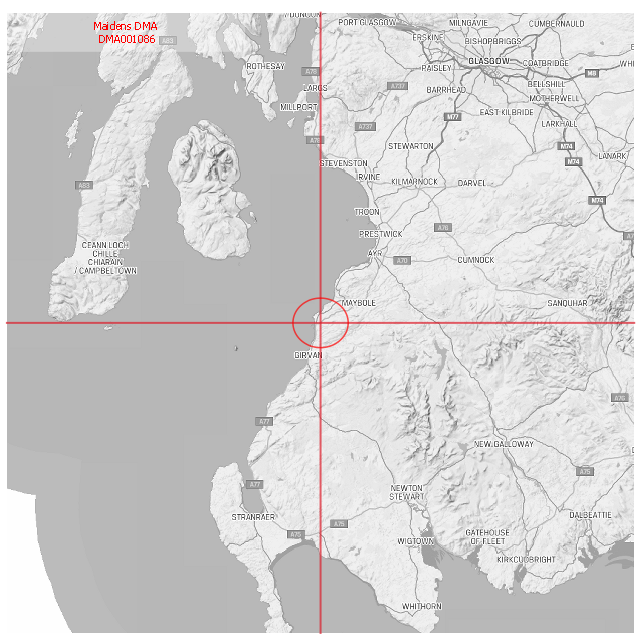 Maidens DMA
DMA001086
DUNOON
A83
PORT GLASGOW
MILNGAVIE
CUMBERNAULD
ERSKINE
BISHOPBRIGGS
ROTHESAY
GLASGOW
COATBRIDGE
PAISLEY
A78
M8
LARGS
A737
BARRHEAD
BELLSHILL
MOTHERWELL
MILLPORT
M77
EAST KILBRIDE
LARKHALL
A737
A78
STEWARTON
M74
LANARK
STEVENSTON
M74
IRVINE
KILMARNOCK
DARVEL
A83
M74
TROON
A76
PRESTWICK
CEANN LOCH
CHILLE
CHIARAIN
/ CAMPBELTOWN
AYR
A70
CUMNOCK
MAYBOLE
SANQUHAR
GIRVAN
A76
A77
NEW GALLOWAY
A75
A77
NEWTON
STEWART
STRANRAER
DALBEATTIE
A75
A75
WIGTOWN
GATEHOUSE
OF FLEET
KIRKCUDBRIGHT
WHITHORN